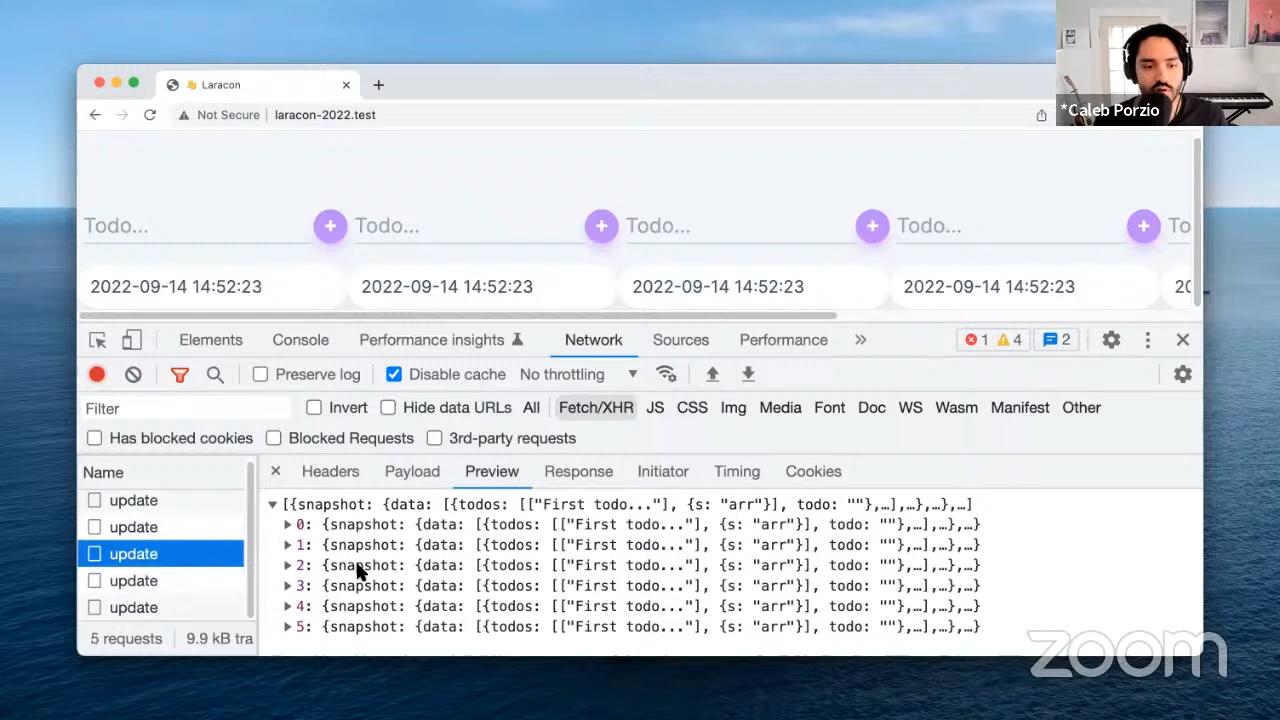 👋 Laracon
Not Secure laracon-2022.test
*Caleb Porzio
Todo... + Todo... + Todo... + Todo... + To
2022-09-14 14:52:23 2022-09-14 14:52:23 2022-09-14 14:52:23 2022-09-14 14:52:23 20
Elements Console Performance insights Network Sources Performance » 1 4 2
Preserve log Disable cache No throttling
Filter Invert Hide data URLs All Fetch/XHR JS CSS Img Media Font Doc WS Wasm Manifest Other
Has blocked cookies Blocked Requests 3rd-party requests
Name Headers Payload Preview Response Initiator Timing Cookies
update
update
update
update
update
5 requests 9.9 kB tra
[{snapshot: {data: [{todos: [["First todo..."], {s: "arr"}], todo: ""},…],…},…},…]
0: {snapshot: {data: [{todos: [["First todo..."], {s: "arr"}], todo: ""},…],…},…}
1: {snapshot: {data: [{todos: [["First todo..."], {s: "arr"}], todo: ""},…],…},…}
2: {snapshot: {data: [{todos: [["First todo..."], {s: "arr"}], todo: ""},…],…},…}
3: {snapshot: {data: [{todos: [["First todo..."], {s: "arr"}], todo: ""},…],…},…}
4: {snapshot: {data: [{todos: [["First todo..."], {s: "arr"}], todo: ""},…],…},…}
5: {snapshot: {data: [{todos: [["First todo..."], {s: "arr"}], todo: ""},…],…},…}
zoom